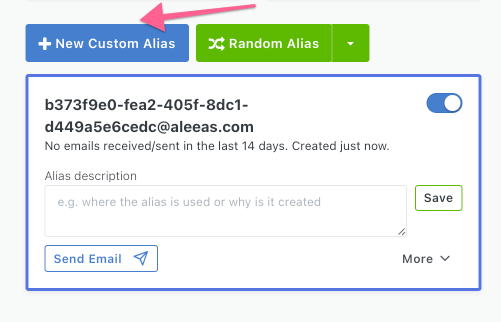 New Custom Alias
Random Alias
b373f9e0-fea2-405f-8dc1-
d449a5e6cedc@aleeas.com
No emails received/sent in the last 14 days. Created just now.
Alias description
e.g. where the alias is used or why is it created
Save
Send Email
More